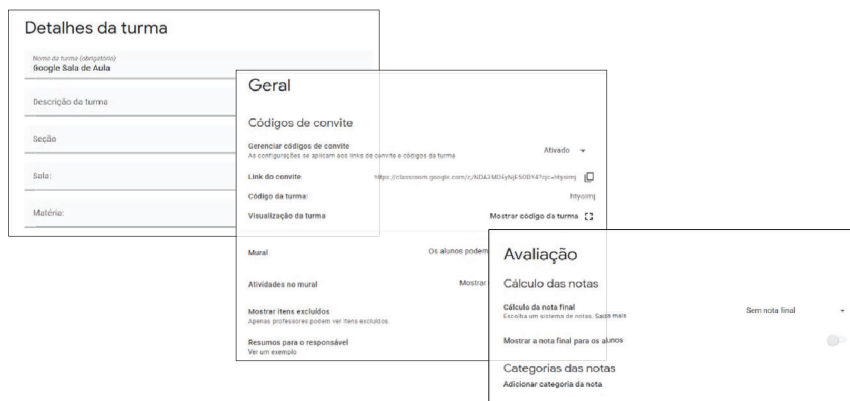 Detalhes da turma
Nome da turma (obrigatório)
Google Sala de Aula
Descrição da turma
Seção
Sala:
Matéria:
Geral
Códigos de convite
Gerenciar códigos de convite
As configurações se aplicam aos links de convite e códigos da turma
Ativado
Link do convite
Código da turma:
htyoimj
Visualização da turma
Mostrar código da turma
Mural
Os alunos podem
Atividades no mural
Mostrar
Mostrar itens excluídos
Apenas professores podem ver itens excluídos.
Resumos para o responsável
Ver um exemplo
Avaliação
Cálculo das notas
Cálculo da nota final
Escolha um sistema de notas. Saiba mais
Sem nota final
Mostrar a nota final para os alunos
Categorias das notas
Adicionar categoria da nota